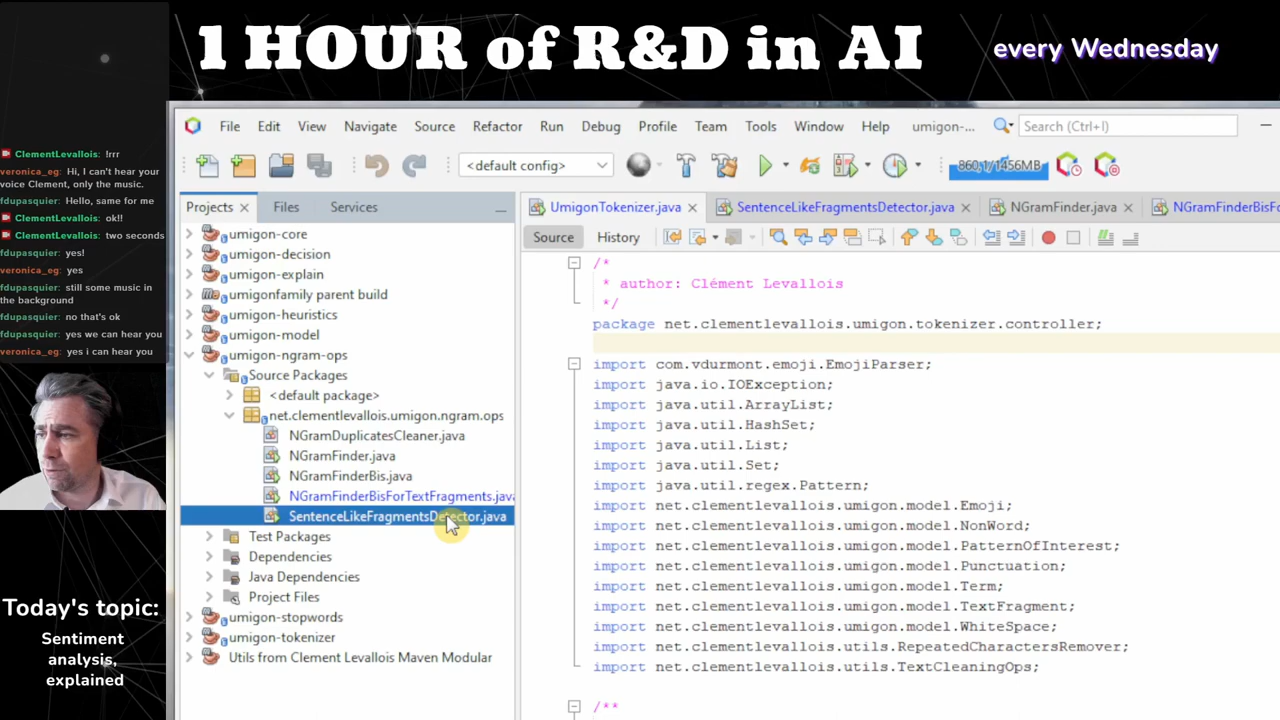 1 HOUR of R&D in AI
every Wednesday
ClementLevallois: !rrr
veronica_eg: Hi, I can't hear your
voice Clement, only the music.
fdupasquier: Hello, same for me
ClementLevallois: ok!!
ClementLevallois: two seconds
fdupasquier: yes!
veronica_eg: yes
fdupasquier: still some music in
the background
fdupasquier: no that's ok
fdupasquier: yes we can hear you
veronica_eg: yes i can hear you
Today's topic:
Sentiment
analysis,
explained
File Edit View Navigate Source Refactor Run Debug Profile Team Tools Window Help umigon-... Search (Ctrl+I)
<default config> 860,1/1456MB
Projects Files Services
umigon-core
umigon-decision
umigon-explain
umigonfamily parent build
umigon-heuristics
umigon-model
umigon-ngram-ops
Source Packages
<default package>
net.clementlevallois.umigon.ngram.ops
NGramDuplicatesCleaner.java
NGramFinder.java
NGramFinderBis.java
NGramFinderBisForTextFragments.java
SentenceLikeFragmentsDetector.java
Test Packages
Dependencies
Java Dependencies
Project Files
umigon-stopwords
umigon-tokenizer
Utils from Clement Levallois Maven Modular
UmigonTokenizer.java SentenceLikeFragmentsDetector.java NGramFinder.java NGramFinderBisFo
Source History
/*
* author: Clément Levallois
*/
package net.clementlevallois.umigon.tokenizer.controller;
import com.vdurmont.emoji.EmojiParser;
import java.io.IOException;
import java.util.ArrayList;
import java.util.HashSet;
import java.util.List;
import java.util.Set;
import java.util.regex.Pattern;
import net.clementlevallois.umigon.model.Emoji;
import net.clementlevallois.umigon.model.NonWord;
import net.clementlevallois.umigon.model.PatternOfInterest;
import net.clementlevallois.umigon.model.Punctuation;
import net.clementlevallois.umigon.model.Term;
import net.clementlevallois.umigon.model.TextFragment;
import net.clementlevallois.umigon.model.WhiteSpace;
import net.clementlevallois.utils.RepeatedCharactersRemover;
import net.clementlevallois.utils.TextCleaningOps;
/**